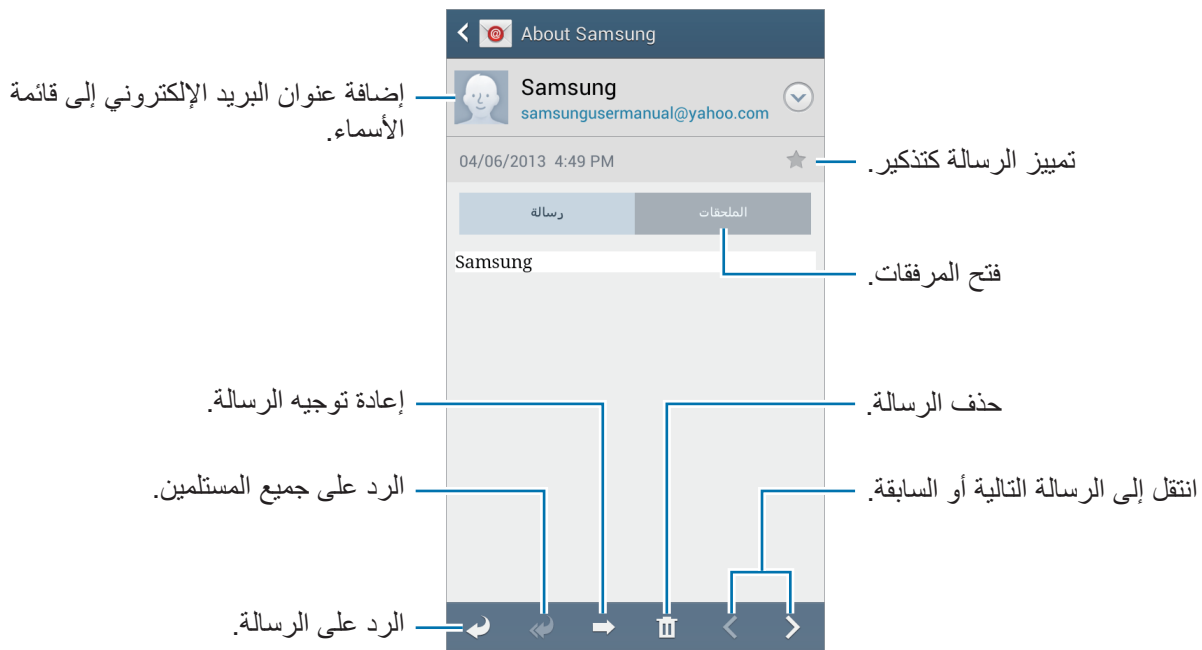 About Samsung
Samsung
samsungusermanual@yahoo.com
إضافة عنوان البريد الإلكتروني إلى قائمة
الأسماء.
04/06/2013 4:49 PM
تمييز الرسالة كتذكير.
رسالة
الملحقات
Samsung
فتح المرفقات.
إعادة توجيه الرسالة.
حذف الرسالة.
الرد على جميع المستلمين.
انتقل إلى الرسالة التالية أو السابقة.
الرد على الرسالة.